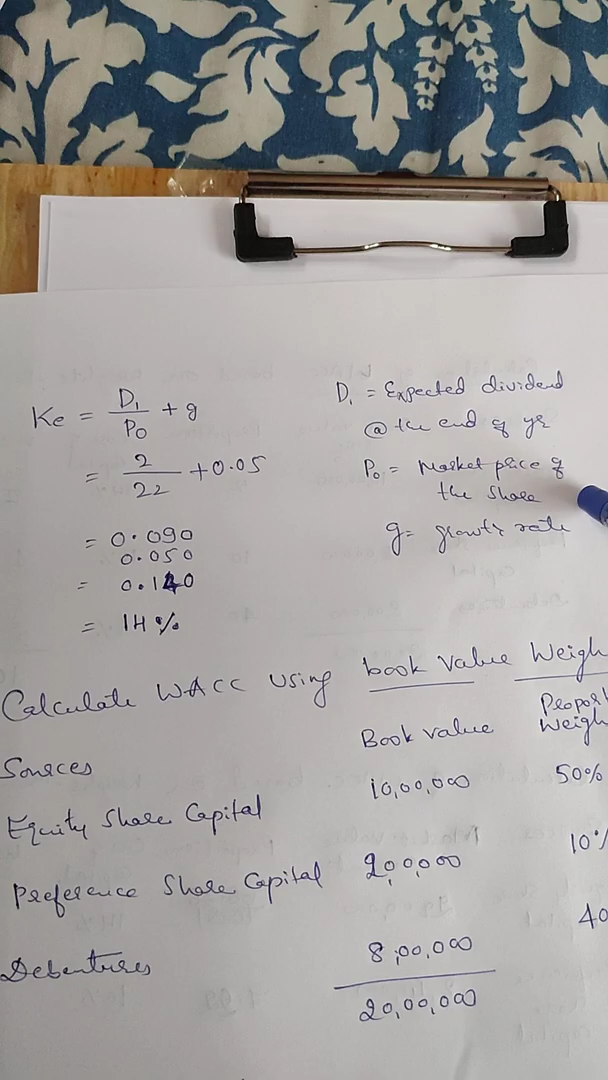 Ke = D₁/P₀ + g
= 2/22 + 0.05
= 0.090
0.050
= 0.140
= 14%
D₁ = Expected dividend
@ the end of yr
P₀ = Market price of
the share
g = growth rate
Calculate WACC using book value Weigh
Sources Book value Proport
Weigh
Equity Share Capital 10,00,000 50%
Preference Share Capital 2,00,000 10%
Debentures 8,00,000 40
20,00,000